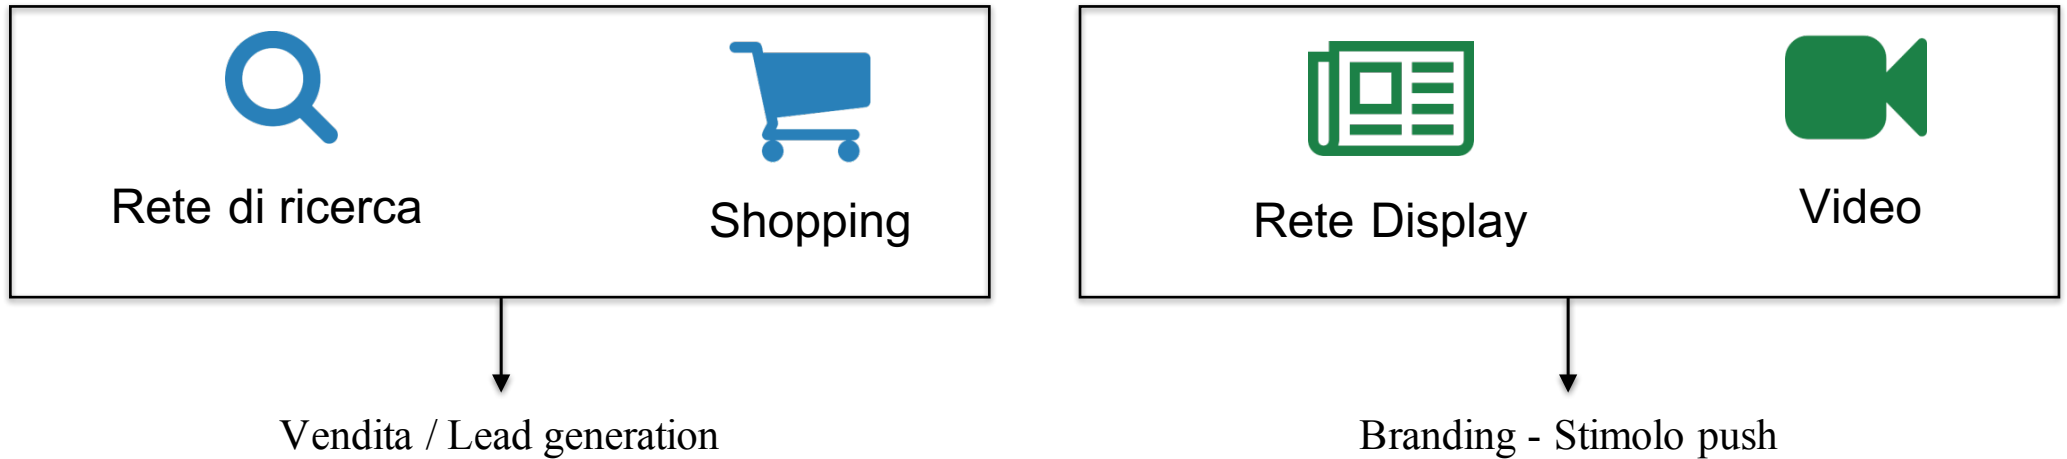 Rete di ricerca
Shopping
Rete Display
Video
Vendita / Lead generation
Branding - Stimolo push